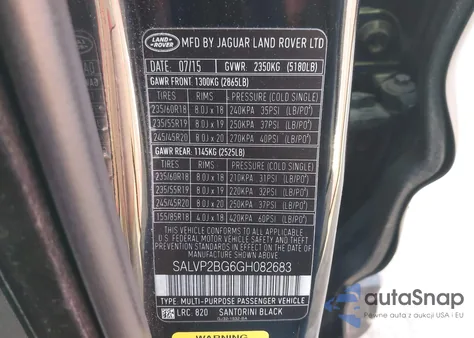 LAND ROVER MFD BY JAGUAR LAND ROVER LTD
DATE: 07/15 GVWR: 2350KG (5180LB)
GAWR FRONT: 1300KG (2865LB)
TIRES RIMS PRESSURE (COLD SINGLE)
235/60R18 8.0J x 18 240KPA 35PSI (LB/PO²)
235/55R19 8.0J x 19 250KPA 37PSI (LB/PO²)
245/45R20 8.0J x 20 270KPA 40PSI (LB/PO²)
GAWR REAR: 1145KG (2525LB)
TIRES RIMS PRESSURE (COLD SINGLE)
235/60R18 8.0J x 18 210KPA 31PSI (LB/PO²)
235/55R19 8.0J x 19 220KPA 32PSI (LB/PO²)
245/45R20 8.0J x 20 250KPA 37PSI (LB/PO²)
155/85R18 4.0J x 18 420KPA 60PSI (LB/PO²)
THIS VEHICLE CONFORMS TO ALL APPLICABLE
U.S. FEDERAL MOTOR VEHICLE SAFETY AND
THEFT PREVENTION STANDARDS IN EFFECT ON THE
DATE OF MANUFACTURE SHOWN ABOVE.
SALVP2BG6GH082683
TYPE: MULTI-PURPOSE PASSENGER VEHICLE
LRC. 820 SANTORINI BLACK
WARNING
autoSnap
Pewne auta z USA i UE